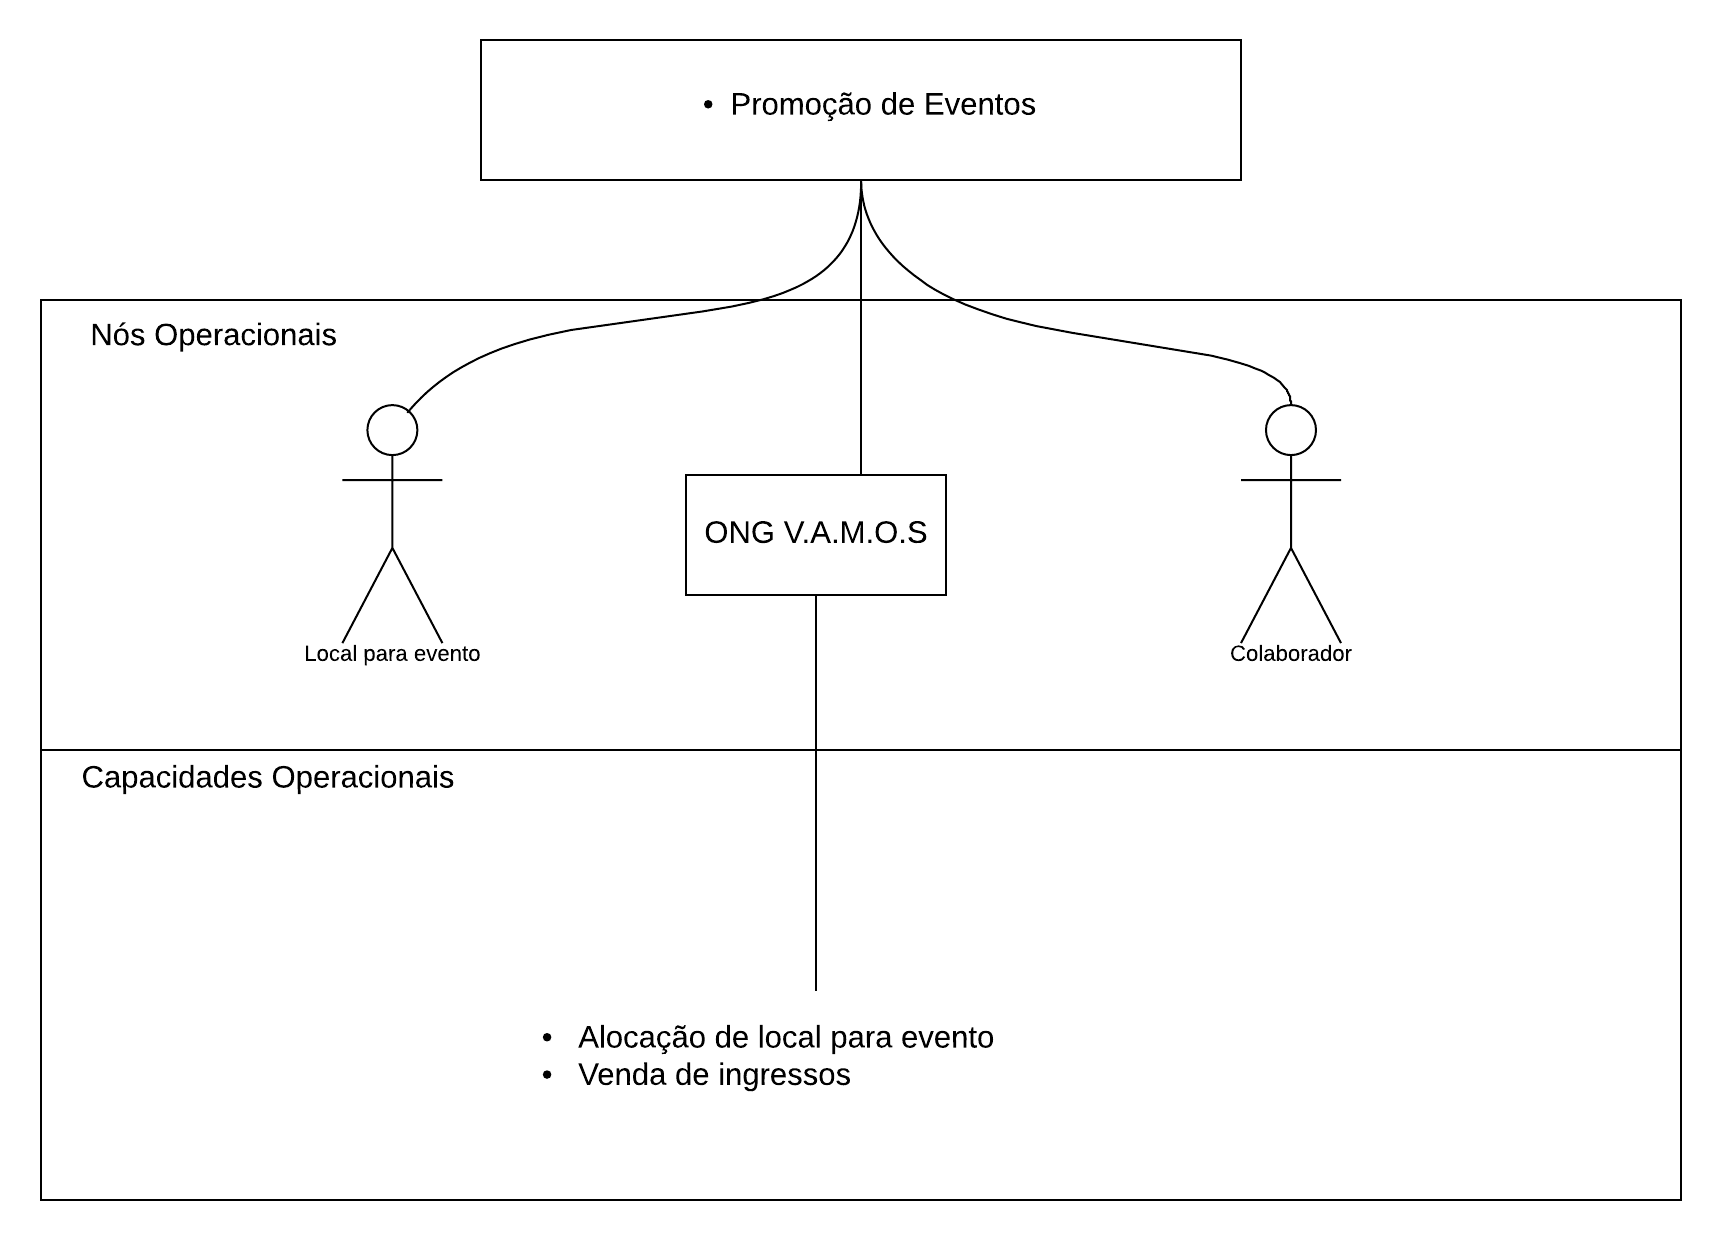 • Promoção de Eventos
Nós Operacionais
ONG V.A.M.O.S
Local para evento
Colaborador
Capacidades Operacionais
• Alocação de local para evento
• Venda de ingressos